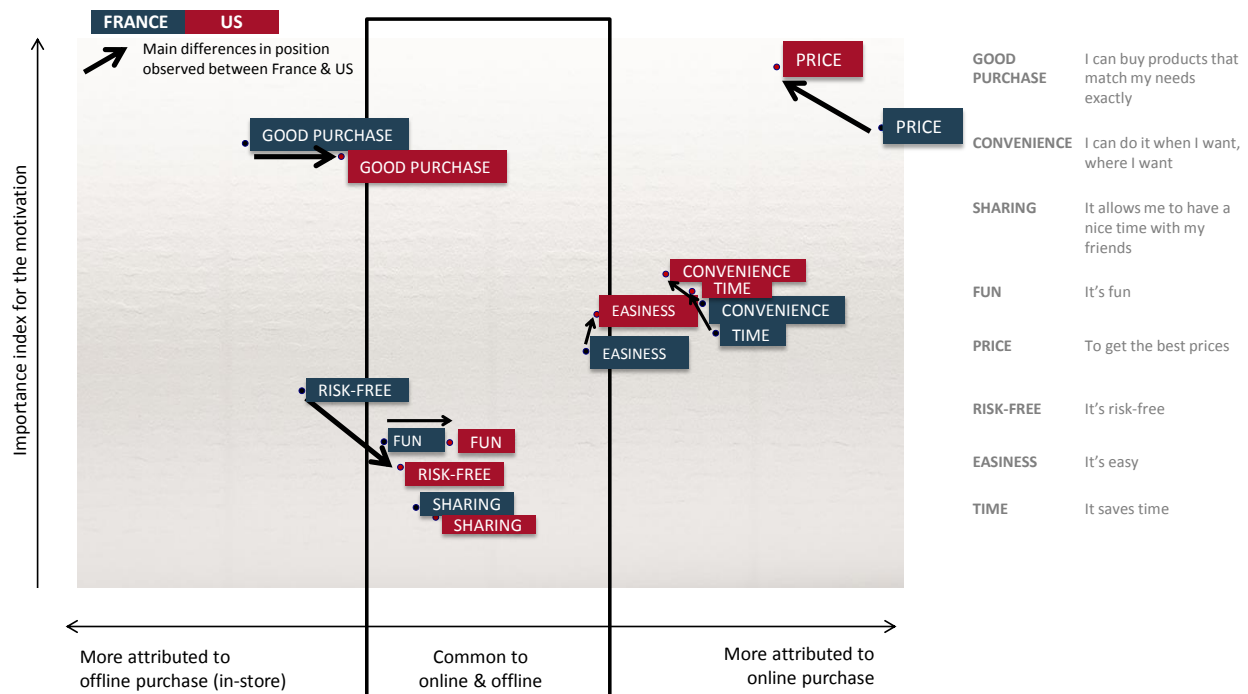 FRANCE US
Main differences in position
observed between France & US
Importance index for the motivation
PRICE
PRICE
GOOD PURCHASE
GOOD PURCHASE
CONVENIENCE
TIME
CONVENIENCE
EASINESS
TIME
EASINESS
RISK-FREE
FUN
FUN
RISK-FREE
SHARING
SHARING
More attributed to
offline purchase (in-store)
Common to
online & offline
More attributed to
online purchase
GOOD
PURCHASE
I can buy products that
match my needs
exactly
CONVENIENCE
I can do it when I want,
where I want
SHARING
It allows me to have a
nice time with my
friends
FUN
It’s fun
PRICE
To get the best prices
RISK-FREE
It’s risk-free
EASINESS
It’s easy
TIME
It saves time